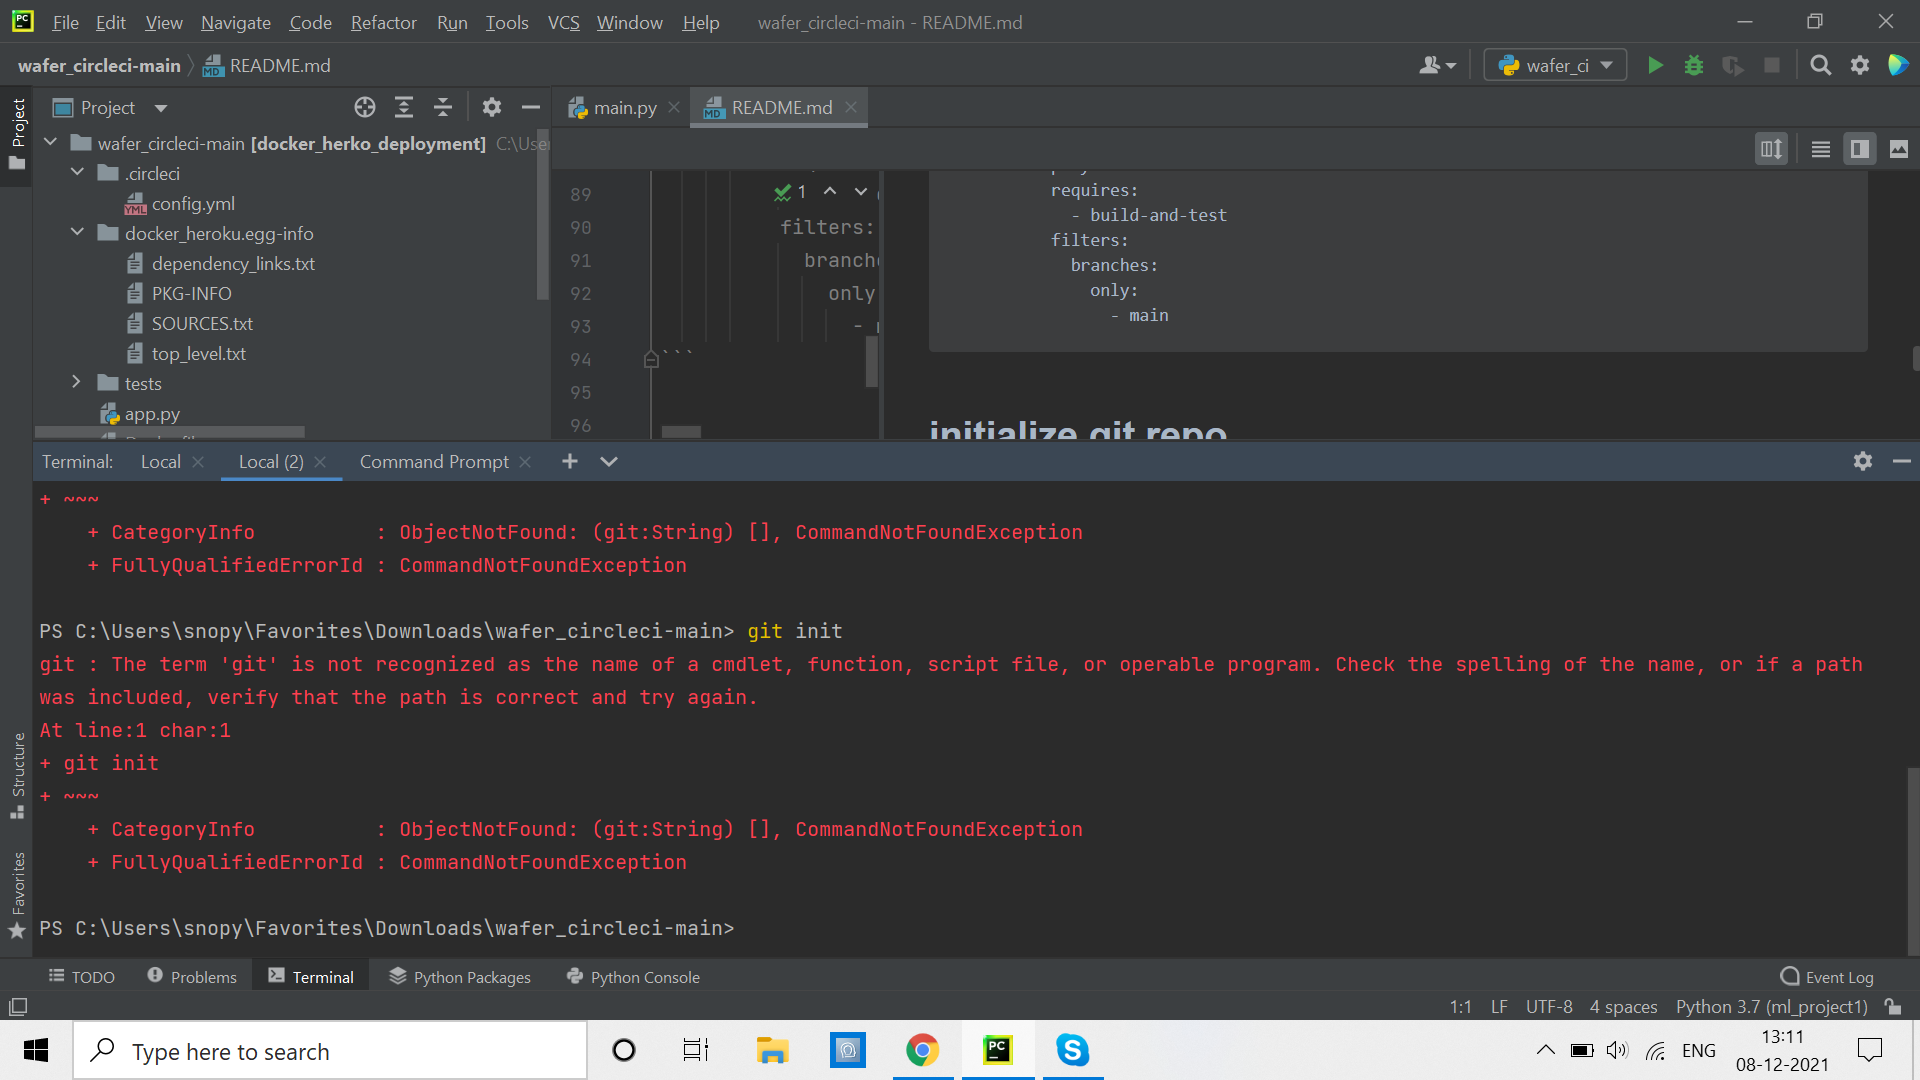 File Edit View Navigate Code Refactor Run Tools VCS Window Help wafer_circleci-main - README.md
wafer_circleci-main README.md
wafer_ci
Project
Project
main.py
README.md
wafer_circleci-main [docker_herko_deployment] C:\User
.circleci
config.yml
docker_heroku.egg-info
dependency_links.txt
PKG-INFO
SOURCES.txt
top_level.txt
tests
app.py
89
1
90 filters:
91 branche
92 only
93 -
94 ```
95
96
requires:
- build-and-test
filters:
branches:
only:
- main
initialize git repo
Terminal: Local Local (2) Command Prompt
+ ~~~
+ CategoryInfo : ObjectNotFound: (git:String) [], CommandNotFoundException
+ FullyQualifiedErrorId : CommandNotFoundException
PS C:\Users\snopy\Favorites\Downloads\wafer_circleci-main> git init
git : The term 'git' is not recognized as the name of a cmdlet, function, script file, or operable program. Check the spelling of the name, or if a path
was included, verify that the path is correct and try again.
At line:1 char:1
+ git init
+ ~~~
+ CategoryInfo : ObjectNotFound: (git:String) [], CommandNotFoundException
+ FullyQualifiedErrorId : CommandNotFoundException
PS C:\Users\snopy\Favorites\Downloads\wafer_circleci-main>
Structure
Favorites
TODO Problems Terminal Python Packages Python Console Event Log
1:1 LF UTF-8 4 spaces Python 3.7 (ml_project1)
Type here to search
ENG
13:11
08-12-2021